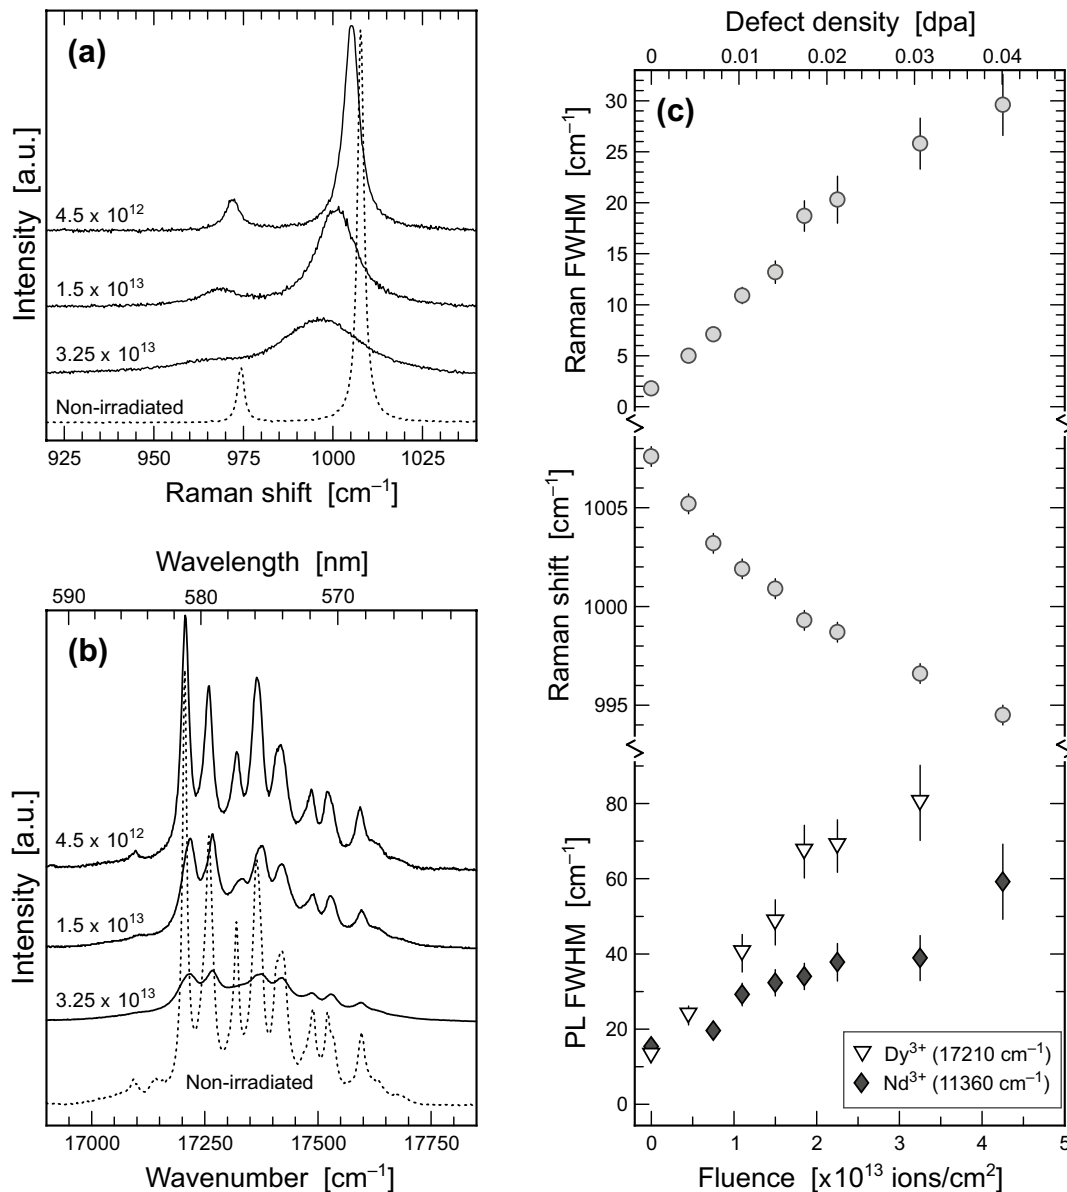 (a)
Intensity [a.u.]
4.5 x 10¹²
1.5 x 10¹³
3.25 x 10¹³
Non-irradiated
925 950 975 1000 1025
Raman shift [cm⁻¹]
Wavelength [nm]
590 580 570
(b)
Intensity [a.u.]
4.5 x 10¹²
1.5 x 10¹³
3.25 x 10¹³
Non-irradiated
17000 17250 17500 17750
Wavenumber [cm⁻¹]
Defect density [dpa]
0 0.01 0.02 0.03 0.04
(c)
Raman FWHM [cm⁻¹]
30
25
20
15
10
5
0
Raman shift [cm⁻¹]
1005
1000
995
PL FWHM [cm⁻¹]
80
60
40
20
0
Dy³⁺ (17210 cm⁻¹)
Nd³⁺ (11360 cm⁻¹)
0 1 2 3 4 5
Fluence [x10¹³ ions/cm²]